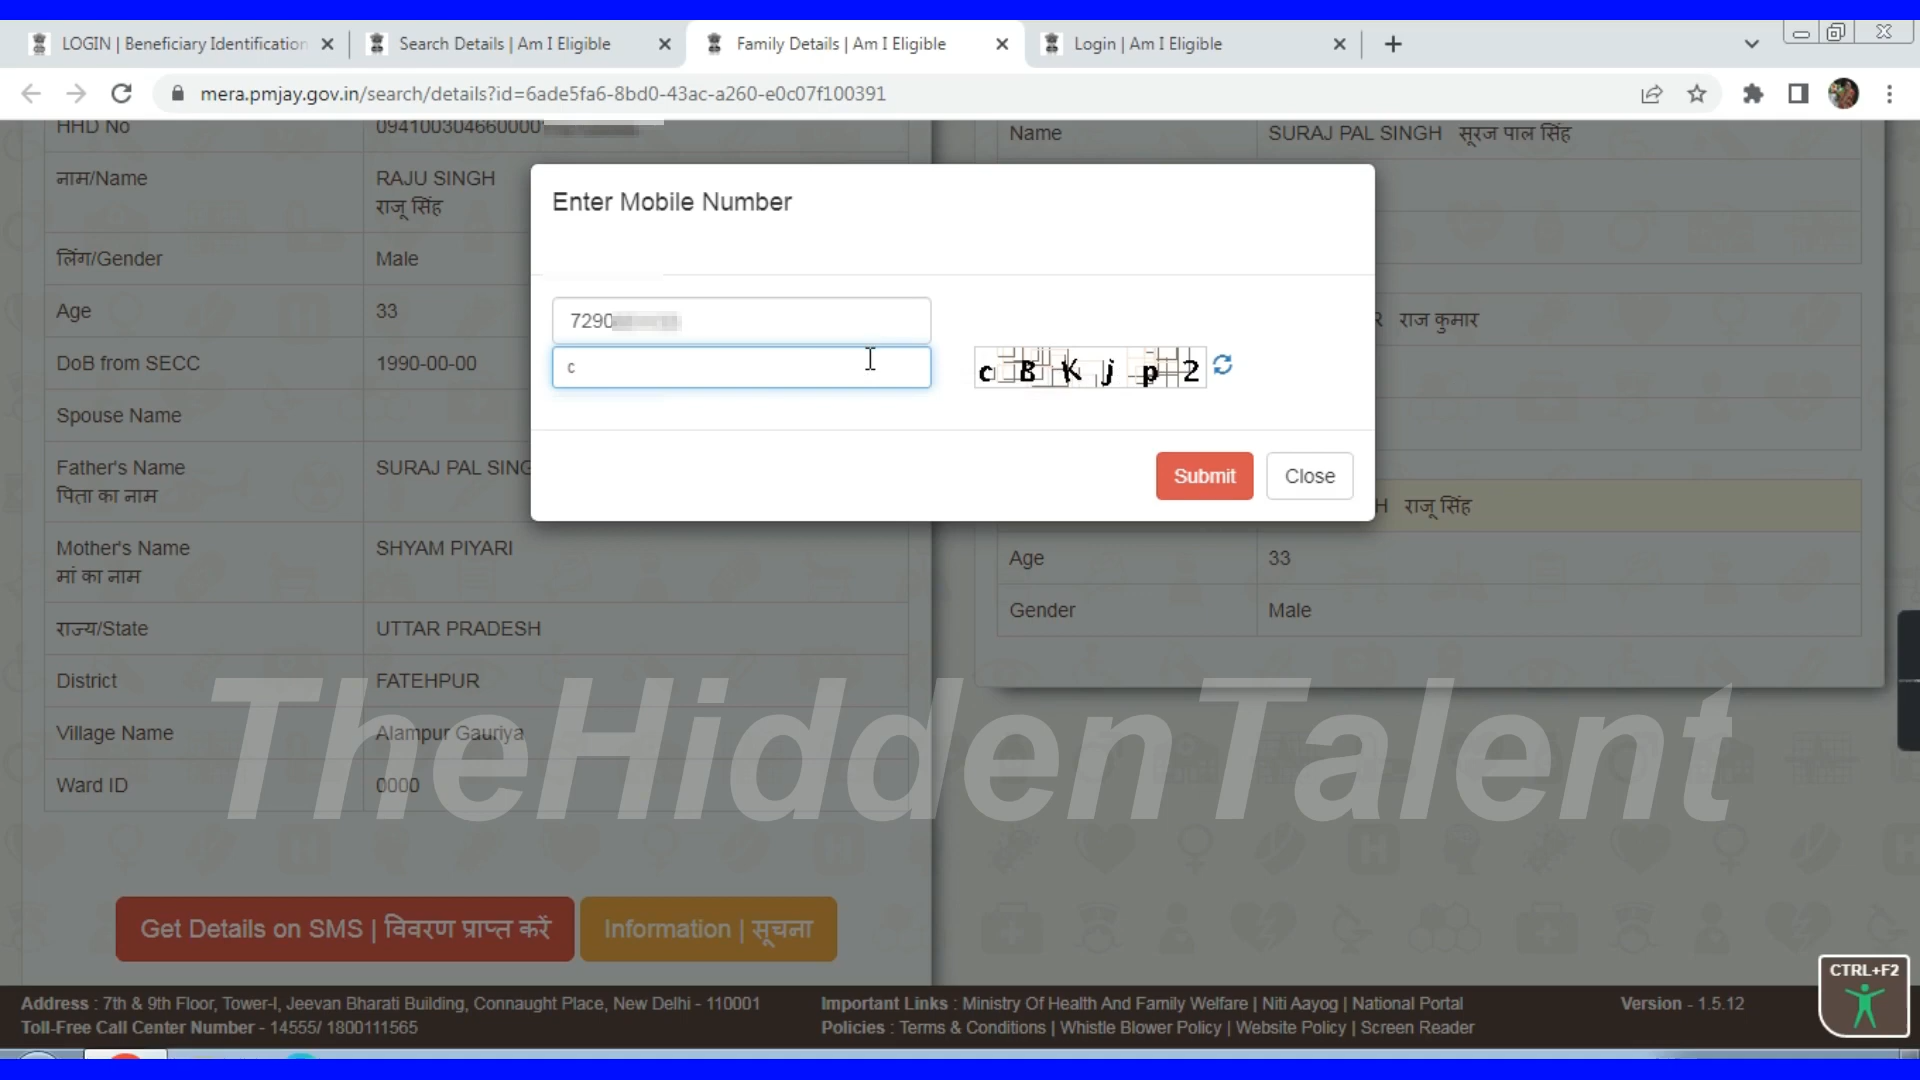 LOGIN | Beneficiary Identification
Search Details | Am I Eligible
Family Details | Am I Eligible
Login | Am I Eligible
mera.pmjay.gov.in/search/details?id=6ade5fa6-8bd0-43ac-a260-e0c07f100391
HHD No 094100304660000
नाम/Name RAJU SINGH
राजू सिंह
लिंग/Gender Male
Age 33
DoB from SECC 1990-00-00
Spouse Name
Father's Name SURAJ PAL SING
पिता का नाम
Mother's Name SHYAM PIYARI
मां का नाम
राज्य/State UTTAR PRADESH
District FATEHPUR
Village Name Alampur Gauriya
Ward ID 0000
Name SURAJ PAL SINGH सूरज पाल सिंह
R राज कुमार
H राजू सिंह
Age 33
Gender Male
Enter Mobile Number
7290
c
c B K j p 2
Submit Close
TheHiddenTalent
Get Details on SMS | विवरण प्राप्त करें
Information | सूचना
Address : 7th & 9th Floor, Tower-I, Jeevan Bharati Building, Connaught Place, New Delhi - 110001
Toll-Free Call Center Number - 14555/ 1800111565
Important Links : Ministry Of Health And Family Welfare | Niti Aayog | National Portal
Policies : Terms & Conditions | Whistle Blower Policy | Website Policy | Screen Reader
Version - 1.5.12
CTRL+F2